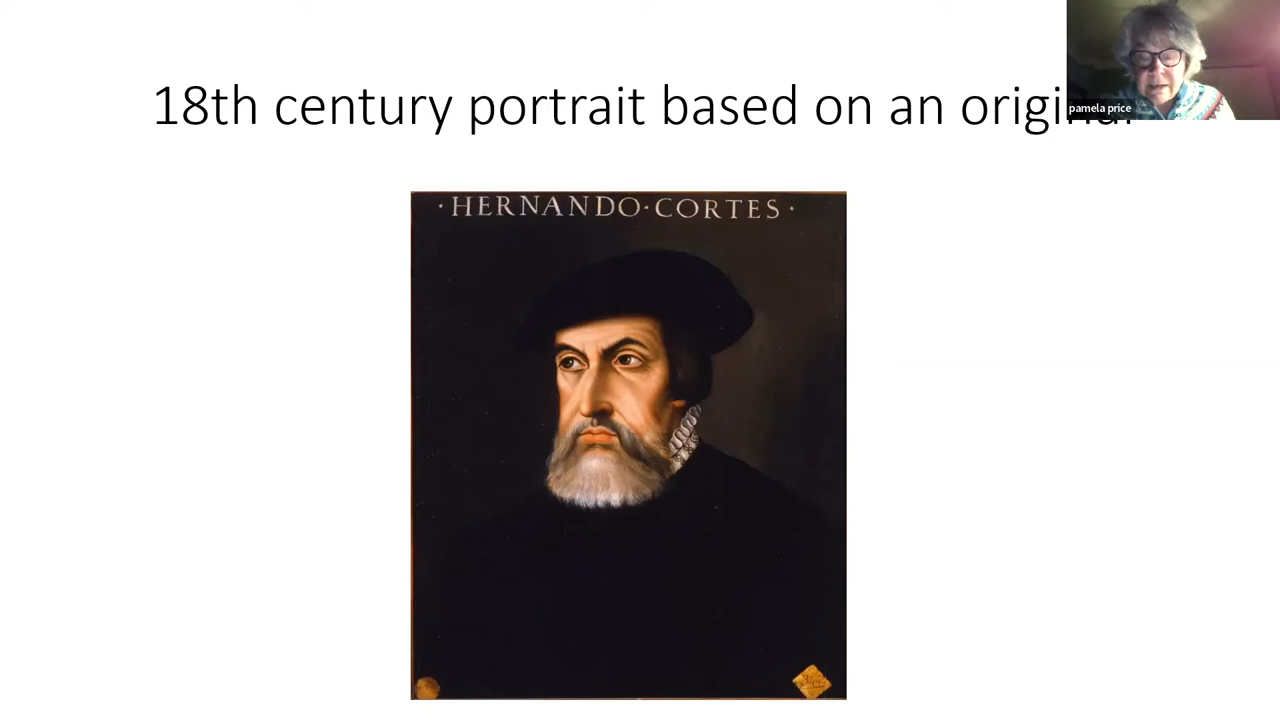 18th century portrait based on an original
pamela price
·HERNANDO·CORTES·